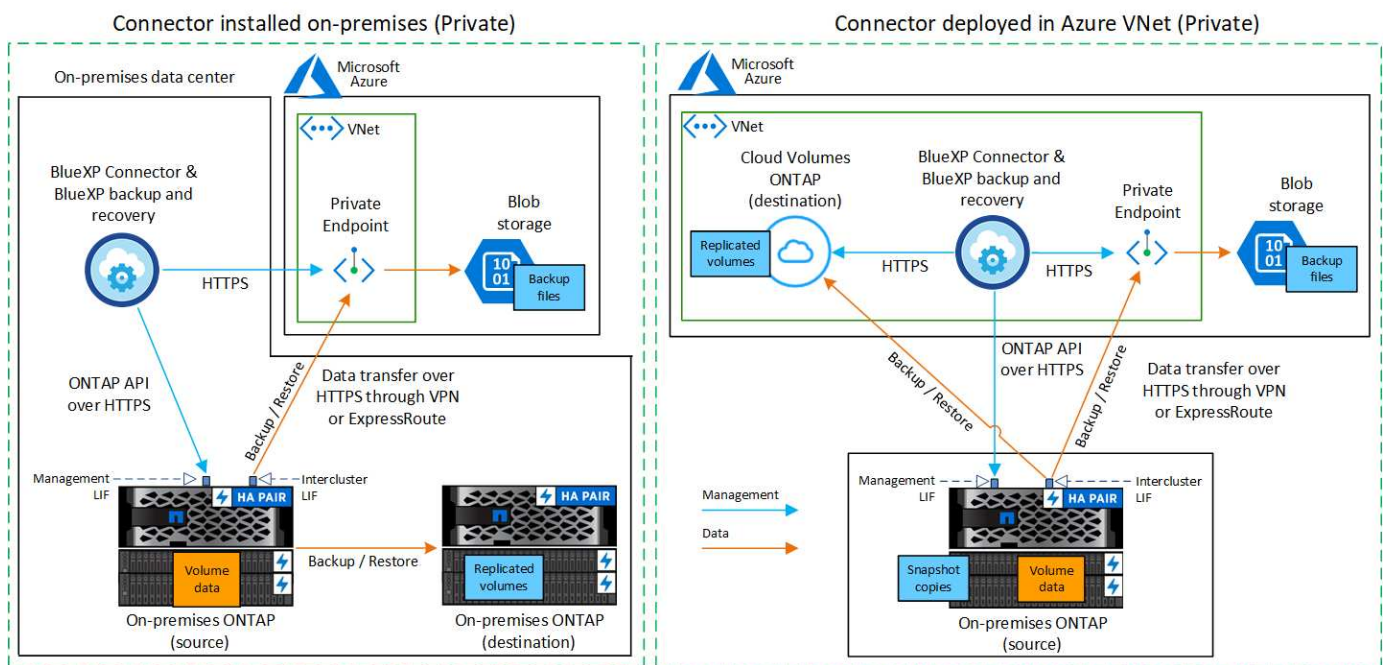 Connector installed on-premises (Private)
On-premises data center
Microsoft
Azure
VNet
BlueXP Connector &
BlueXP backup and
recovery
Private
Endpoint
Blob
storage
10
01
Backup
files
HTTPS
ONTAP API
over HTTPS
Backup / Restore
Data transfer over
HTTPS through VPN
or ExpressRoute
Management
LIF
Intercluster
LIF
HA PAIR
HA PAIR
Volume
data
Backup / Restore
Replicated
volumes
On-premises ONTAP
(source)
On-premises ONTAP
(destination)
Connector deployed in Azure VNet (Private)
Microsoft
Azure
VNet
Cloud Volumes
ONTAP
(destination)
Replicated
volumes
BlueXP Connector &
BlueXP backup and
recovery
Private
Endpoint
Blob
storage
10
01
Backup
files
HTTPS
HTTPS
ONTAP API
over HTTPS
Backup / Restore
Backup / Restore
Data transfer over
HTTPS through VPN
or ExpressRoute
Management
Data
Management
LIF
Intercluster
LIF
HA PAIR
Snapshot
copies
Volume
data
On-premises ONTAP
(source)